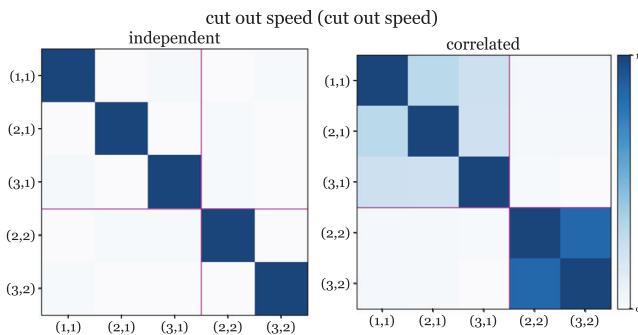 cut out speed (cut out speed)
independent
correlated
(1,1)
(2,1)
(3,1)
(2,2)
(3,2)
(1,1) (2,1) (3,1) (2,2) (3,2)
(1,1)
(2,1)
(3,1)
(2,2)
(3,2)
(1,1) (2,1) (3,1) (2,2) (3,2)